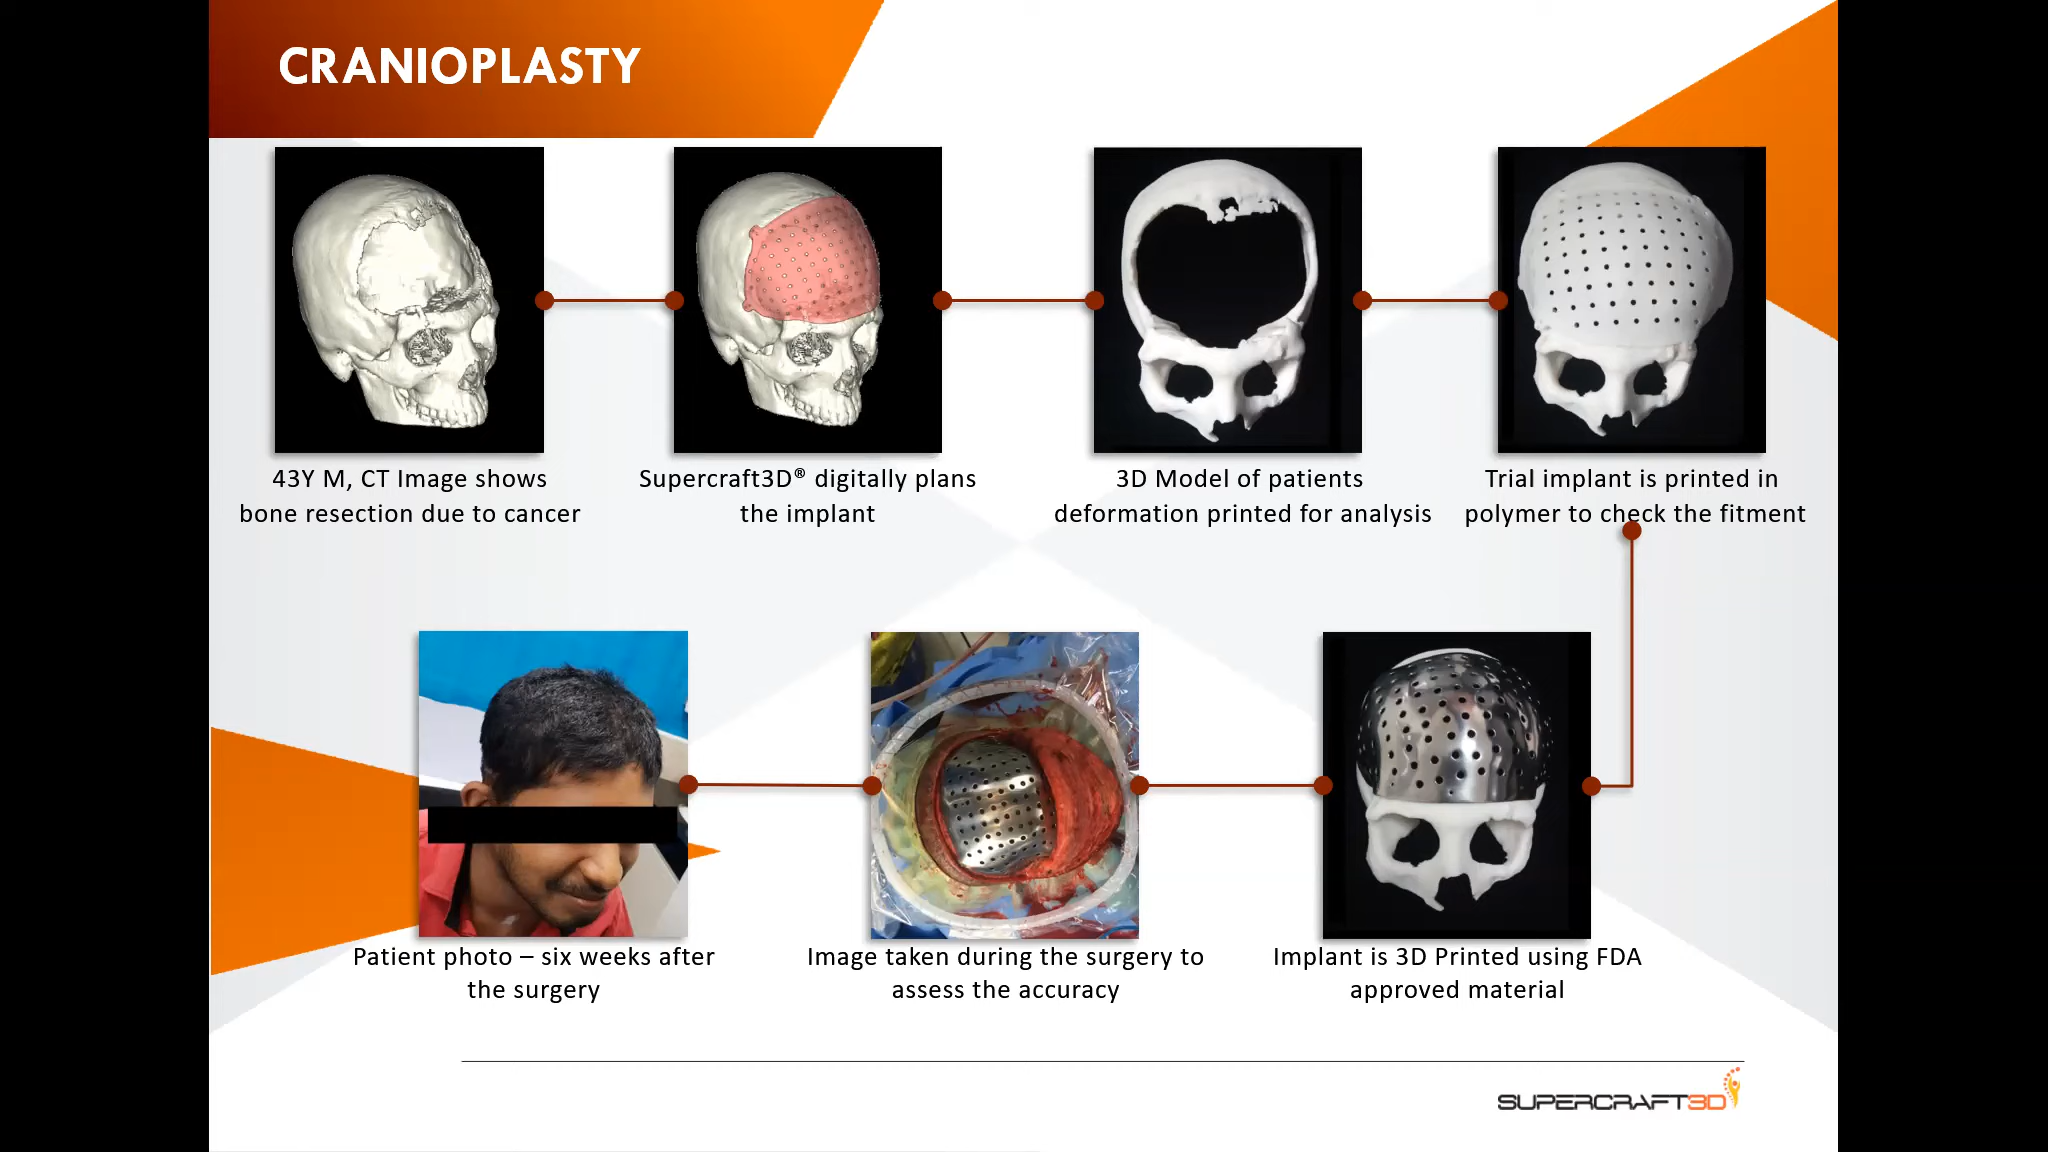 CRANIOPLASTY
43Y M, CT Image shows
bone resection due to cancer
Supercraft3D® digitally plans
the implant
3D Model of patients
deformation printed for analysis
Trial implant is printed in
polymer to check the fitment
Patient photo – six weeks after
the surgery
Image taken during the surgery to
assess the accuracy
Implant is 3D Printed using FDA
approved material
SUPERCRAFT3D